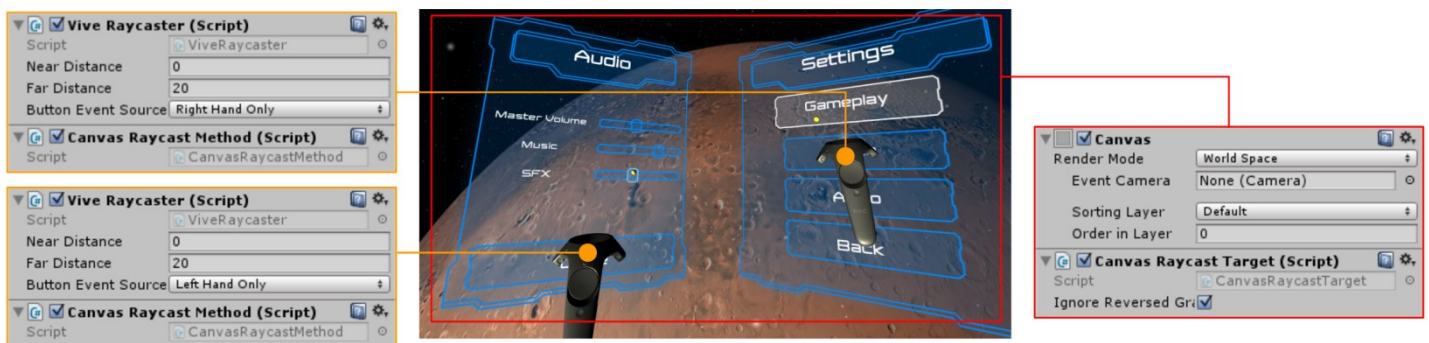 Vive Raycaster (Script)
Script ViveRaycaster
Near Distance 0
Far Distance 20
Button Event Source Right Hand Only
Canvas Raycast Method (Script)
Script CanvasRaycastMethod
Vive Raycaster (Script)
Script ViveRaycaster
Near Distance 0
Far Distance 20
Button Event Source Left Hand Only
Canvas Raycast Method (Script)
Script CanvasRaycastMethod
Audio
Master Volume
Music
SFX
Settings
Gameplay
Back
Canvas
Render Mode World Space
Event Camera None (Camera)
Sorting Layer Default
Order in Layer 0
Canvas Raycast Target (Script)
Script CanvasRaycastTarget
Ignore Reversed Gra